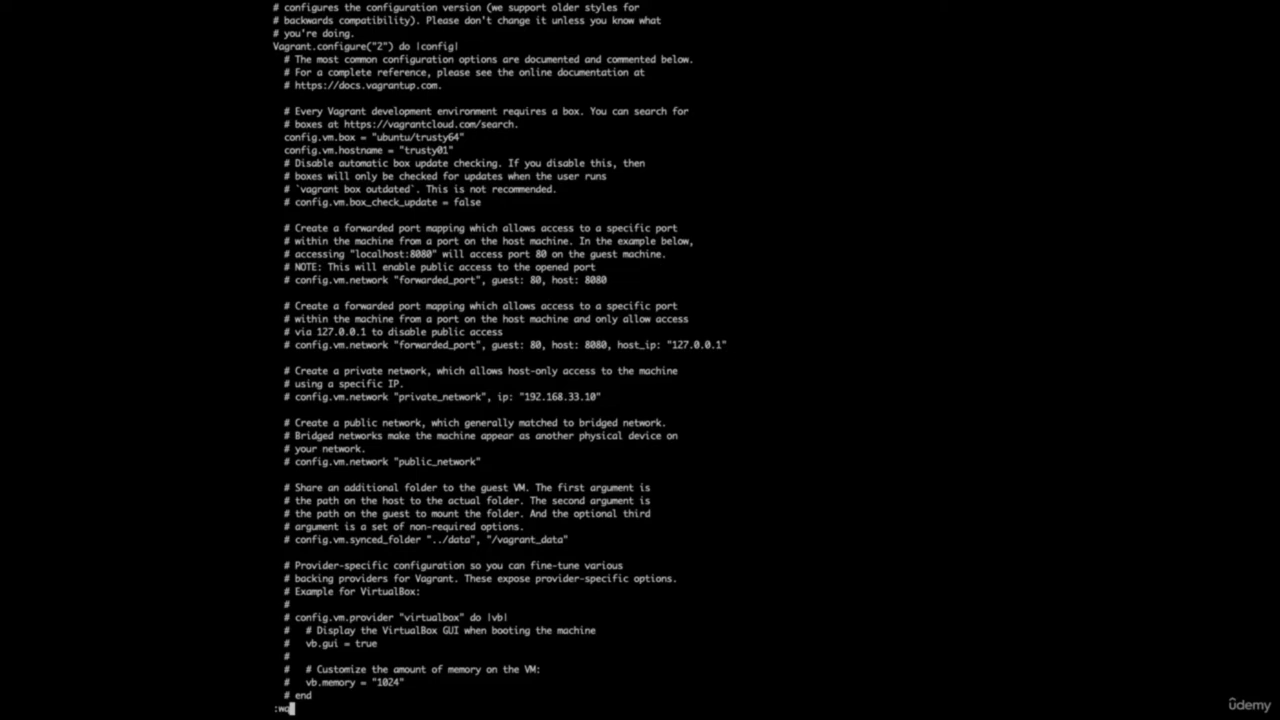 # configures the configuration version (we support older styles for
# backwards compatibility). Please don't change it unless you know what
# you're doing.
Vagrant.configure("2") do |config|
# The most common configuration options are documented and commented below.
# For a complete reference, please see the online documentation at
# https://docs.vagrantup.com.
# Every Vagrant development environment requires a box. You can search for
# boxes at https://vagrantcloud.com/search.
config.vm.box = "ubuntu/trusty64"
config.vm.hostname = "trusty01"
# Disable automatic box update checking. If you disable this, then
# boxes will only be checked for updates when the user runs
# `vagrant box outdated`. This is not recommended.
# config.vm.box_check_update = false
# Create a forwarded port mapping which allows access to a specific port
# within the machine from a port on the host machine. In the example below,
# accessing "localhost:8080" will access port 80 on the guest machine.
# NOTE: This will enable public access to the opened port
# config.vm.network "forwarded_port", guest: 80, host: 8080
# Create a forwarded port mapping which allows access to a specific port
# within the machine from a port on the host machine and only allow access
# via 127.0.0.1 to disable public access
# config.vm.network "forwarded_port", guest: 80, host: 8080, host_ip: "127.0.0.1"
# Create a private network, which allows host-only access to the machine
# using a specific IP.
# config.vm.network "private_network", ip: "192.168.33.10"
# Create a public network, which generally matched to bridged network.
# Bridged networks make the machine appear as another physical device on
# your network.
# config.vm.network "public_network"
# Share an additional folder to the guest VM. The first argument is
# the path on the host to the actual folder. The second argument is
# the path on the guest to mount the folder. And the optional third
# argument is a set of non-required options.
# config.vm.synced_folder "../data", "/vagrant_data"
# Provider-specific configuration so you can fine-tune various
# backing providers for Vagrant. These expose provider-specific options.
# Example for VirtualBox:
#
# config.vm.provider "virtualbox" do |vb|
#   # Display the VirtualBox GUI when booting the machine
#   vb.gui = true
#
#   # Customize the amount of memory on the VM:
#   vb.memory = "1024"
# end
:wq
udemy